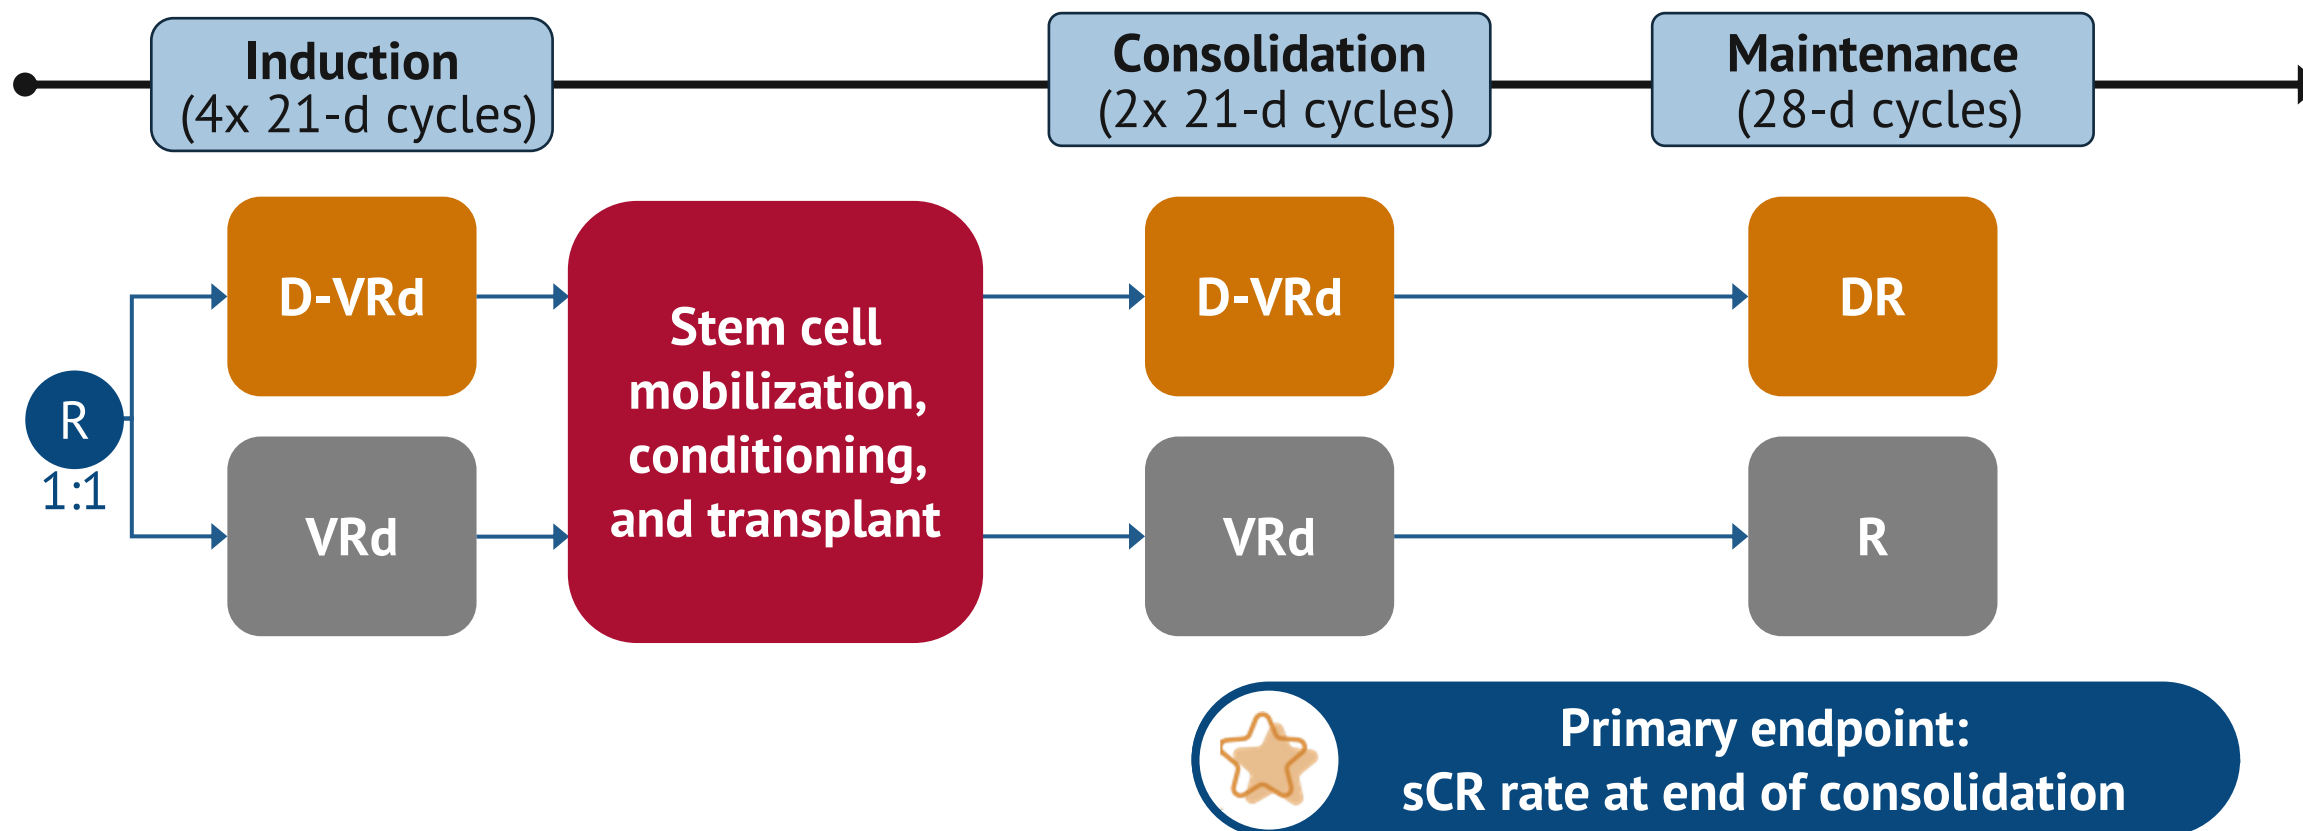 Induction
(4x 21-d cycles)
Consolidation
(2x 21-d cycles)
Maintenance
(28-d cycles)
R
1:1
D-VRd
VRd
Stem cell
mobilization,
conditioning,
and transplant
D-VRd
VRd
DR
R
Primary endpoint:
sCR rate at end of consolidation